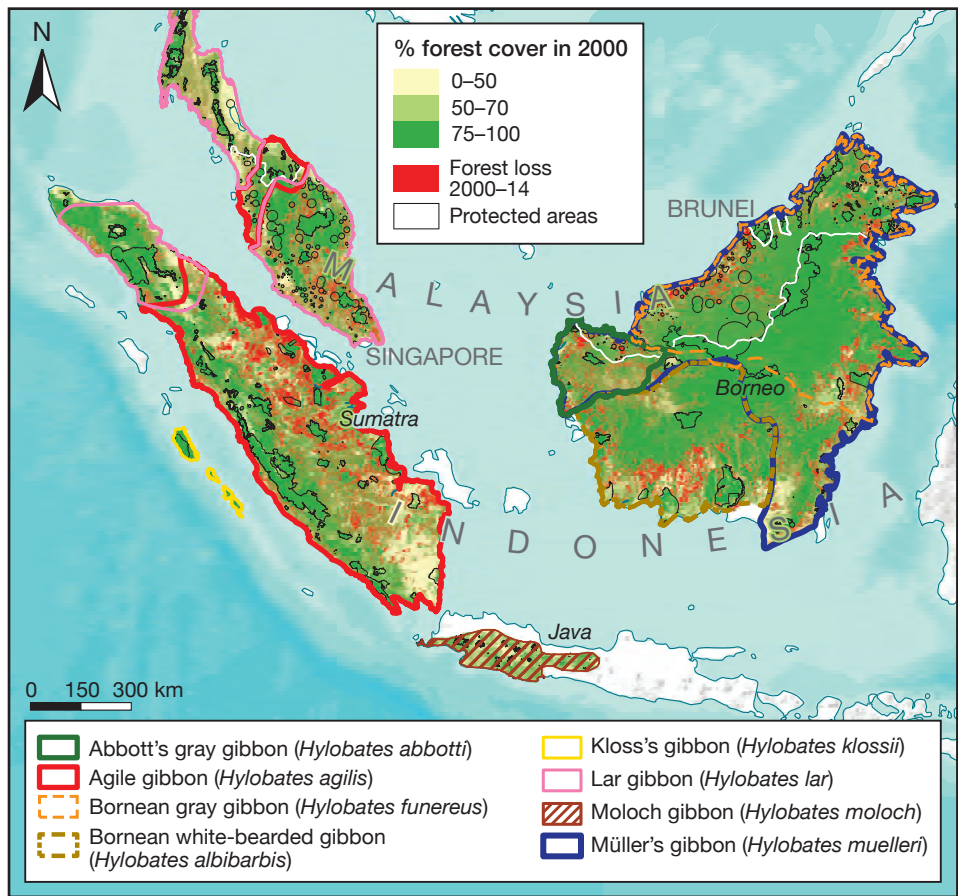 N
% forest cover in 2000
0–50
50–70
75–100
Forest loss
2000–14
Protected areas
BRUNEI
MALAYSIA
SINGAPORE
Borneo
Sumatra
INDONESIA
Java
0 150 300 km
Abbott's gray gibbon (Hylobates abbotti)
Agile gibbon (Hylobates agilis)
Bornean gray gibbon (Hylobates funereus)
Bornean white-bearded gibbon
(Hylobates albibarbis)
Kloss's gibbon (Hylobates klossii)
Lar gibbon (Hylobates lar)
Moloch gibbon (Hylobates moloch)
Müller's gibbon (Hylobates muelleri)